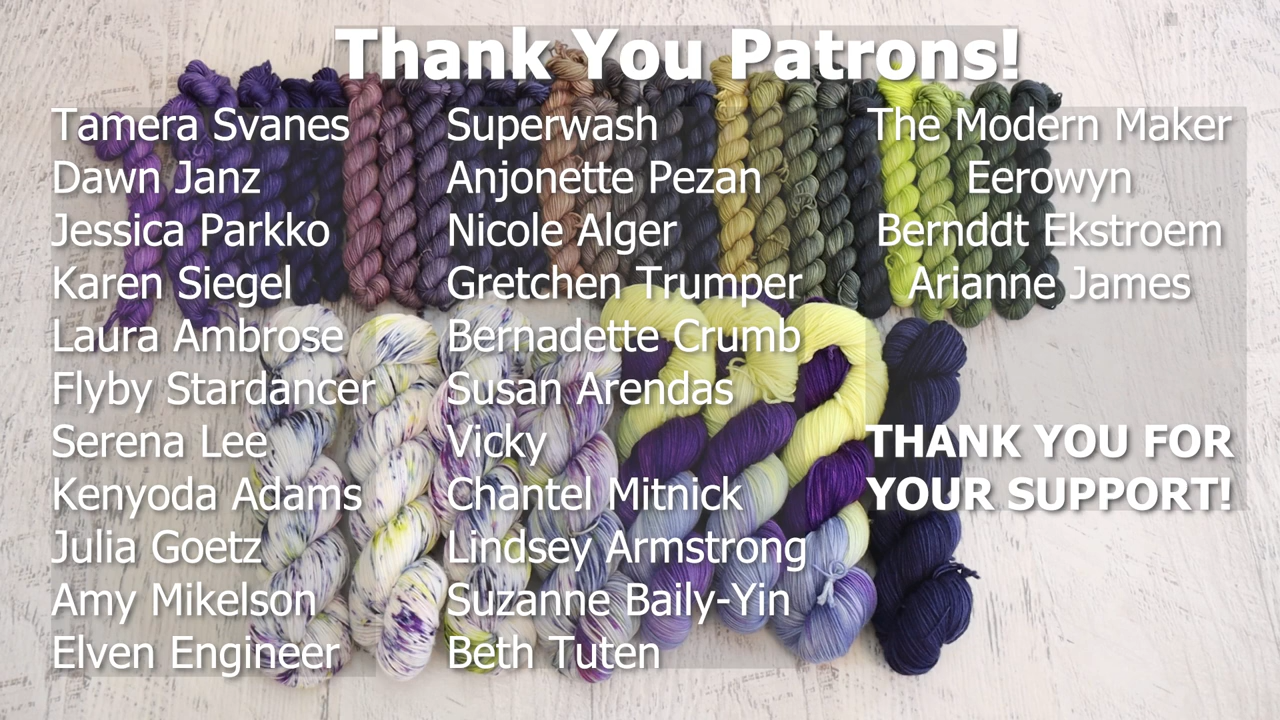 Thank You Patrons!
Tamera Svanes
Dawn Janz
Jessica Parkko
Karen Siegel
Laura Ambrose
Flyby Stardancer
Serena Lee
Kenyoda Adams
Julia Goetz
Amy Mikelson
Elven Engineer
Superwash
Anjonette Pezan
Nicole Alger
Gretchen Trumper
Bernadette Crumb
Susan Arendas
Vicky
Chantel Mitnick
Lindsey Armstrong
Suzanne Baily-Yin
Beth Tuten
The Modern Maker
Eerowyn
Bernddt Ekstroem
Arianne James
THANK YOU FOR
YOUR SUPPORT!